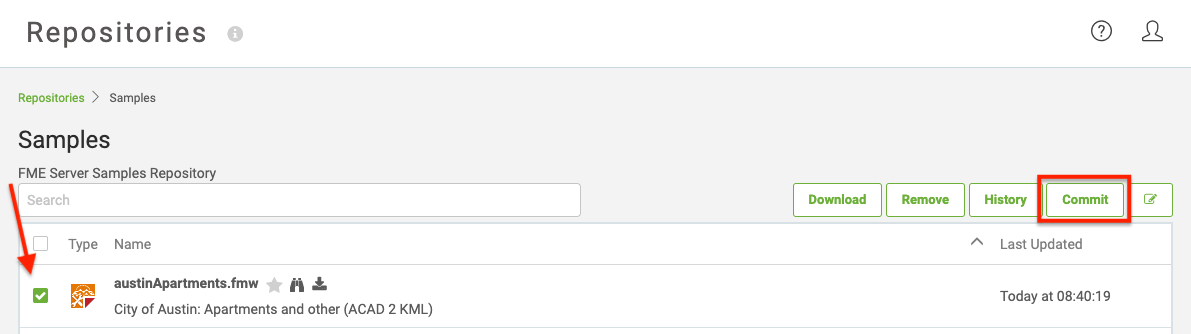 Repositories
Repositories > Samples
Samples
FME Server Samples Repository
Search
Download Remove History Commit
Type Name Last Updated
austinApartments.fmw
City of Austin: Apartments and other (ACAD 2 KML)
Today at 08:40:19